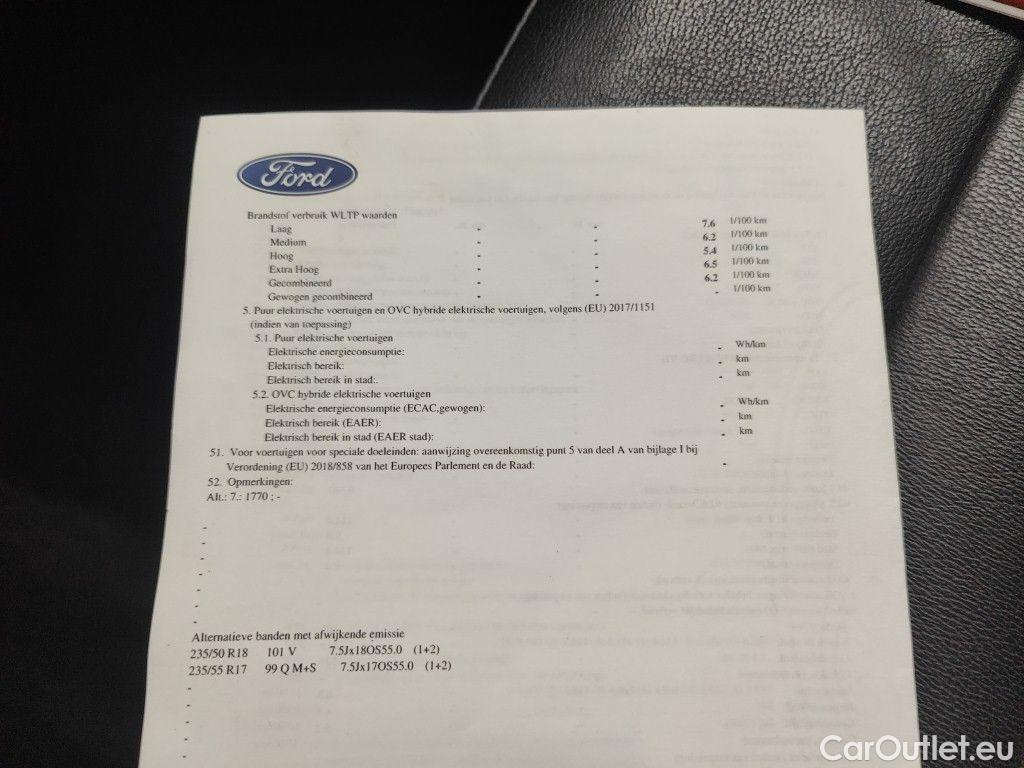 Ford
Brandstof verbruik WLTP waarden
Laag - - 7.6 l/100 km
Medium - - 6.2 l/100 km
Hoog - - 5.4 l/100 km
Extra Hoog - - 6.5 l/100 km
Gecombineerd - - 6.2 l/100 km
Gewogen gecombineerd - l/100 km
5. Puur elektrische voertuigen en OVC hybride elektrische voertuigen, volgens (EU) 2017/1151
(indien van toepassing)
5.1. Puur elektrische voertuigen
Elektrische energieconsumptie: - Wh/km
Elektrisch bereik: - km
Elektrisch bereik in stad:. - km
5.2. OVC hybride elektrische voertuigen
Elektrische energieconsumptie (ECAC,gewogen): - Wh/km
Elektrisch bereik (EAER): - km
Elektrisch bereik in stad (EAER stad): - km
51. Voor voertuigen voor speciale doeleinden: aanwijzing overeenkomstig punt 5 van deel A van bijlage I bij
Verordening (EU) 2018/858 van het Europees Parlement en de Raad: -
52. Opmerkingen:
Alt.: 7.: 1770 ; -
-
-
-
-
-
-
-
Alternatieve banden met afwijkende emissie
235/50 R18 101 V 7.5Jx18OS55.0 (1+2)
235/55 R17 99 Q M+S 7.5Jx17OS55.0 (1+2)
-
-
-
-
-
CarOutlet.eu